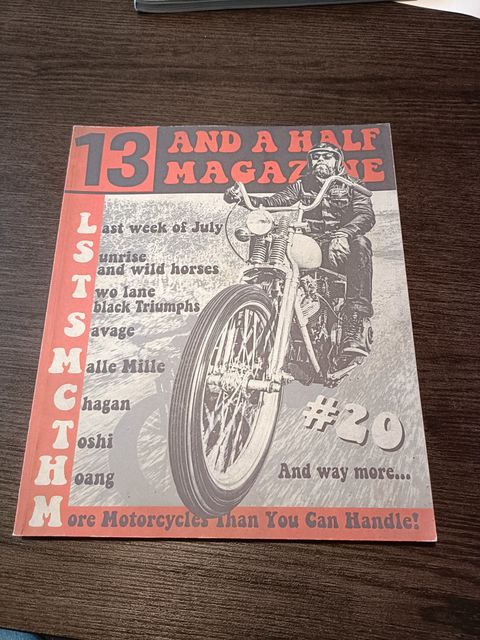 13
AND A HALF
MAGAZINE
Last week of July
Sunrise
and wild horses
Two lane
black Triumphs
Savage
Malle Mille
Chagan
Toshi
Hoang
#20
And way more...
More Motorcycles Than You Can Handle!